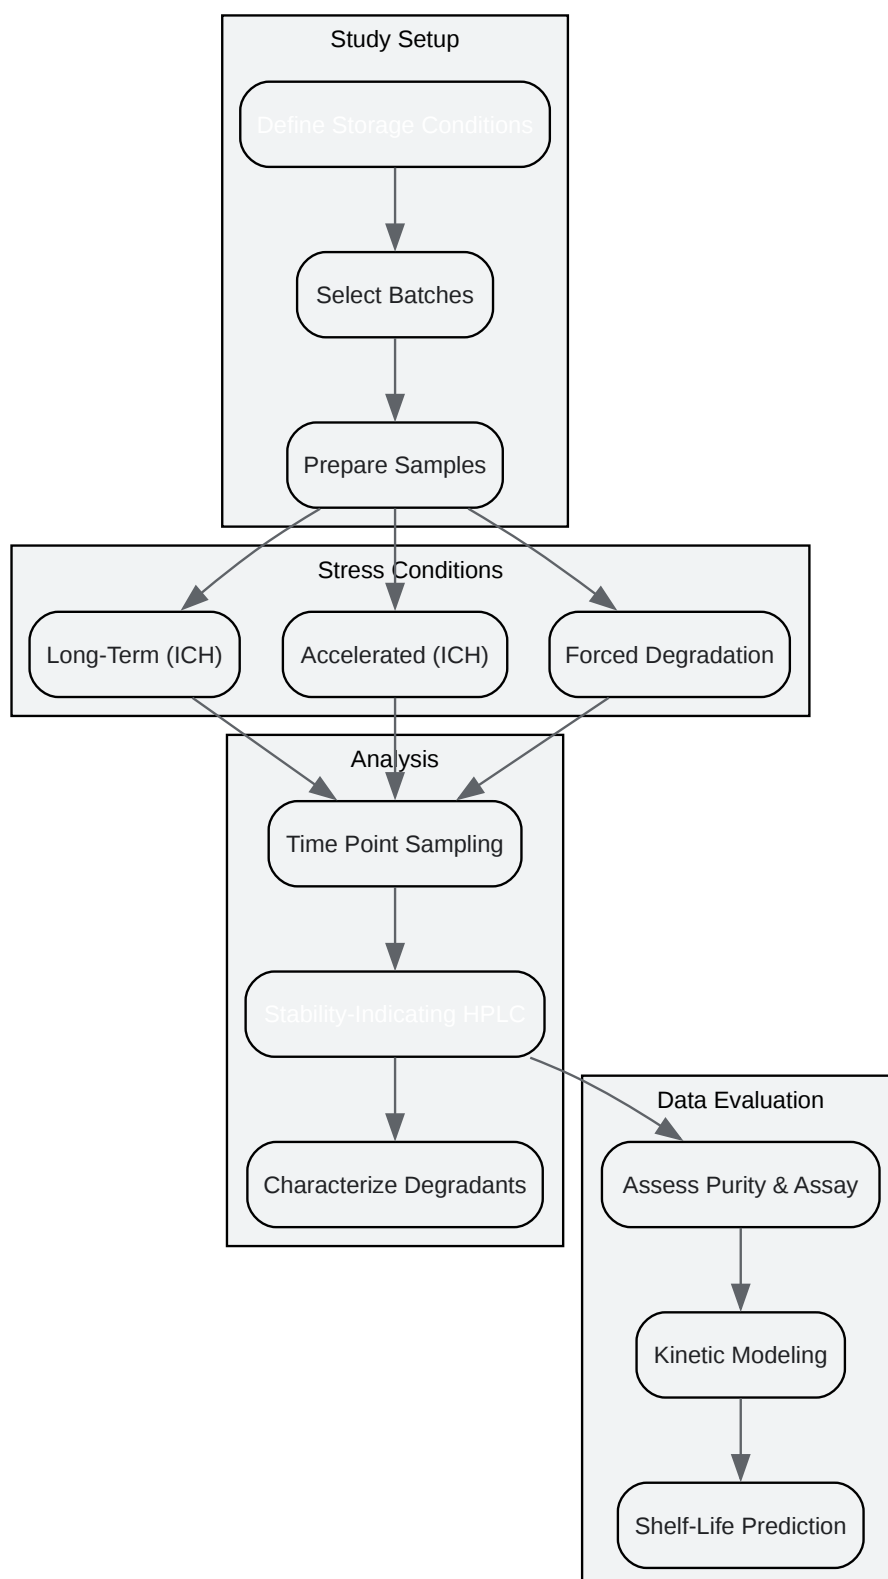 Study Setup
Define Storage Conditions
Select Batches
Prepare Samples
Stress Conditions
Long-Term (ICH)
Accelerated (ICH)
Forced Degradation
Analysis
Time Point Sampling
Stability-Indicating HPLC
Characterize Degradants
Data Evaluation
Assess Purity & Assay
Kinetic Modeling
Shelf-Life Prediction